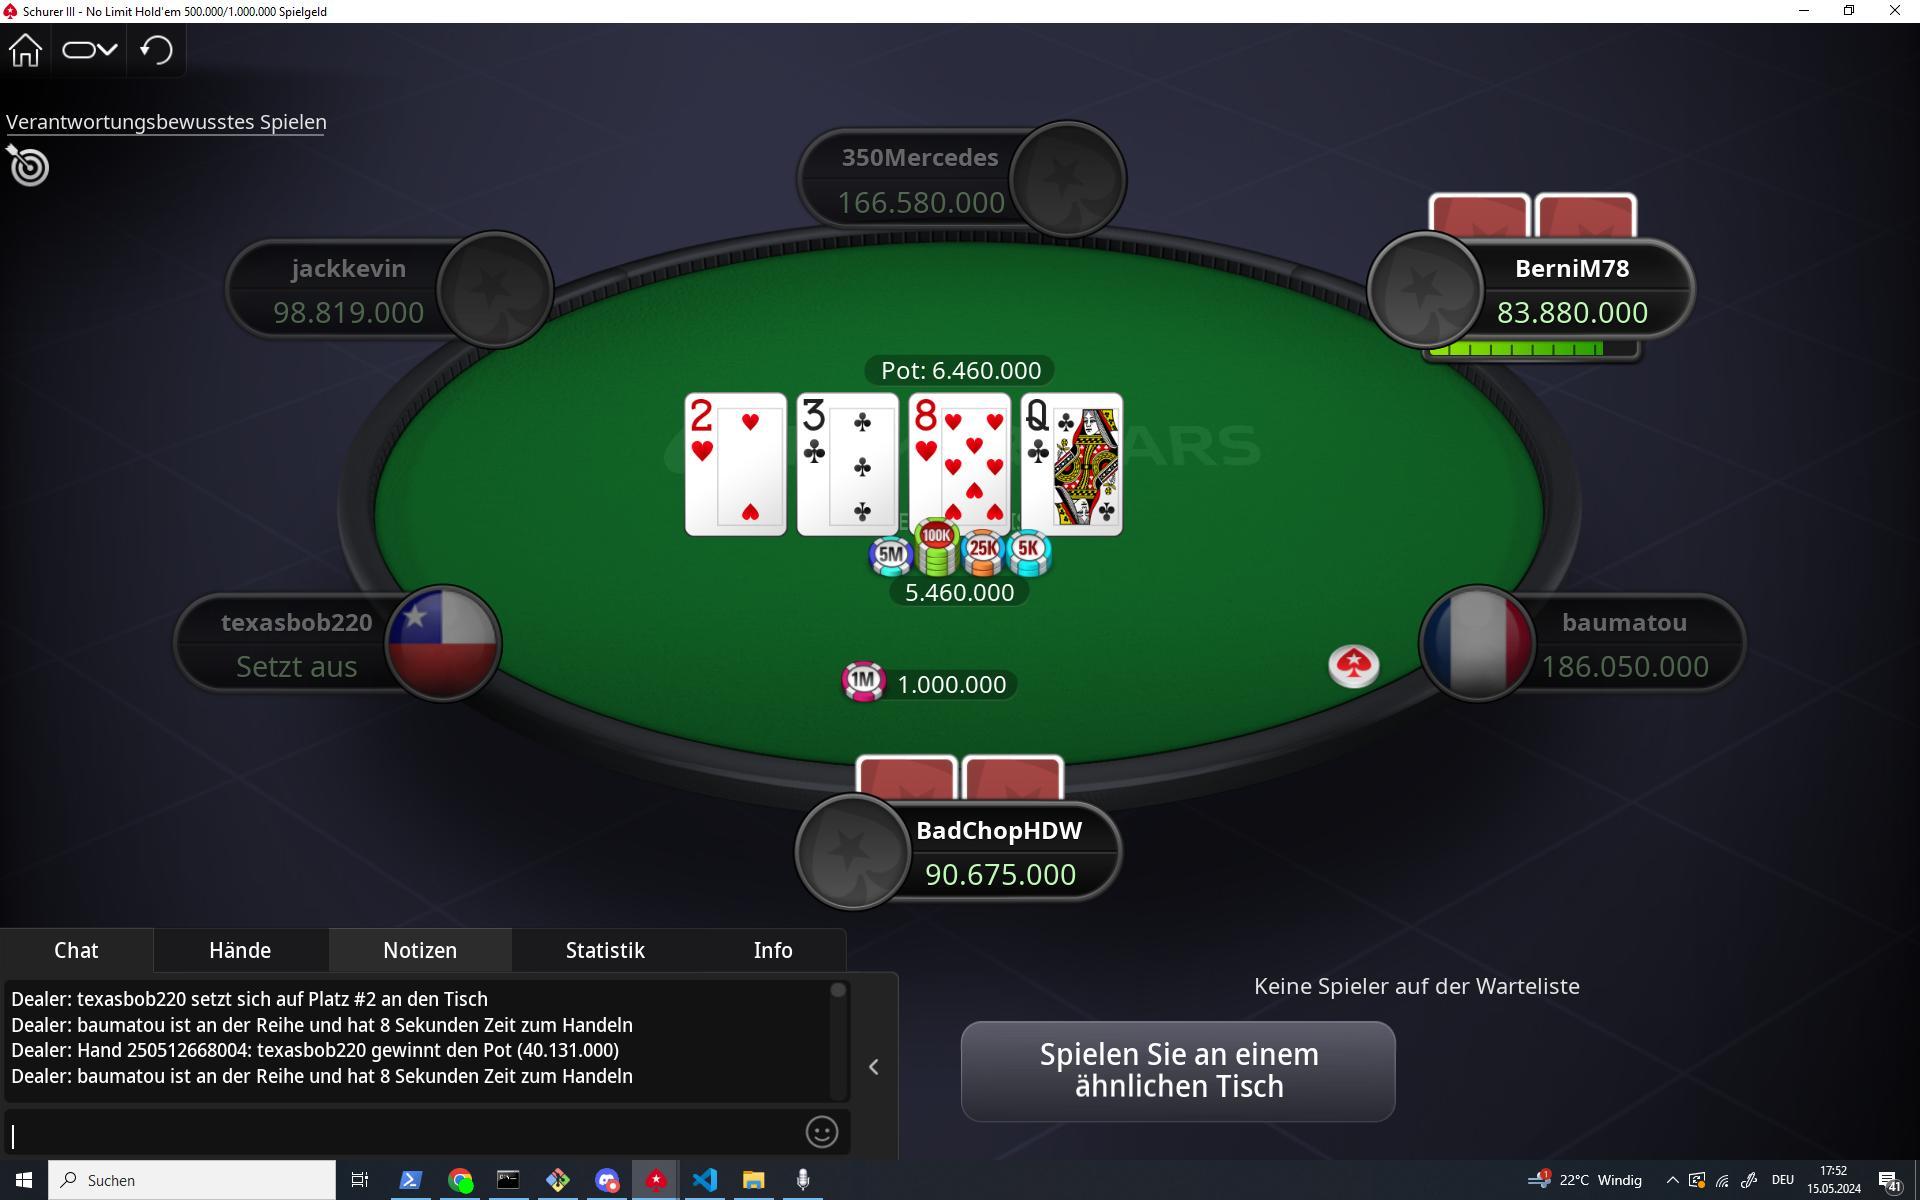 Schurer III - No Limit Hold'em 500.000/1.000.000 Spielgeld
Verantwortungsbewusstes Spielen
350Mercedes
166.580.000
jackkevin
98.819.000
BerniM78
83.880.000
Pot: 6.460.000
2
3
8
Q
ARS
5M
100K
25K
5K
5.460.000
texasbob220
Setzt aus
baumatou
186.050.000
1M
1.000.000
BadChopHDW
90.675.000
Chat
Hände
Notizen
Statistik
Info
Dealer: texasbob220 setzt sich auf Platz #2 an den Tisch
Dealer: baumatou ist an der Reihe und hat 8 Sekunden Zeit zum Handeln
Dealer: Hand 250512668004: texasbob220 gewinnt den Pot (40.131.000)
Dealer: baumatou ist an der Reihe und hat 8 Sekunden Zeit zum Handeln
Keine Spieler auf der Warteliste
Spielen Sie an einem
ähnlichen Tisch
Suchen
1
22°C Windig
DEU
17:52
15.05.2024
41